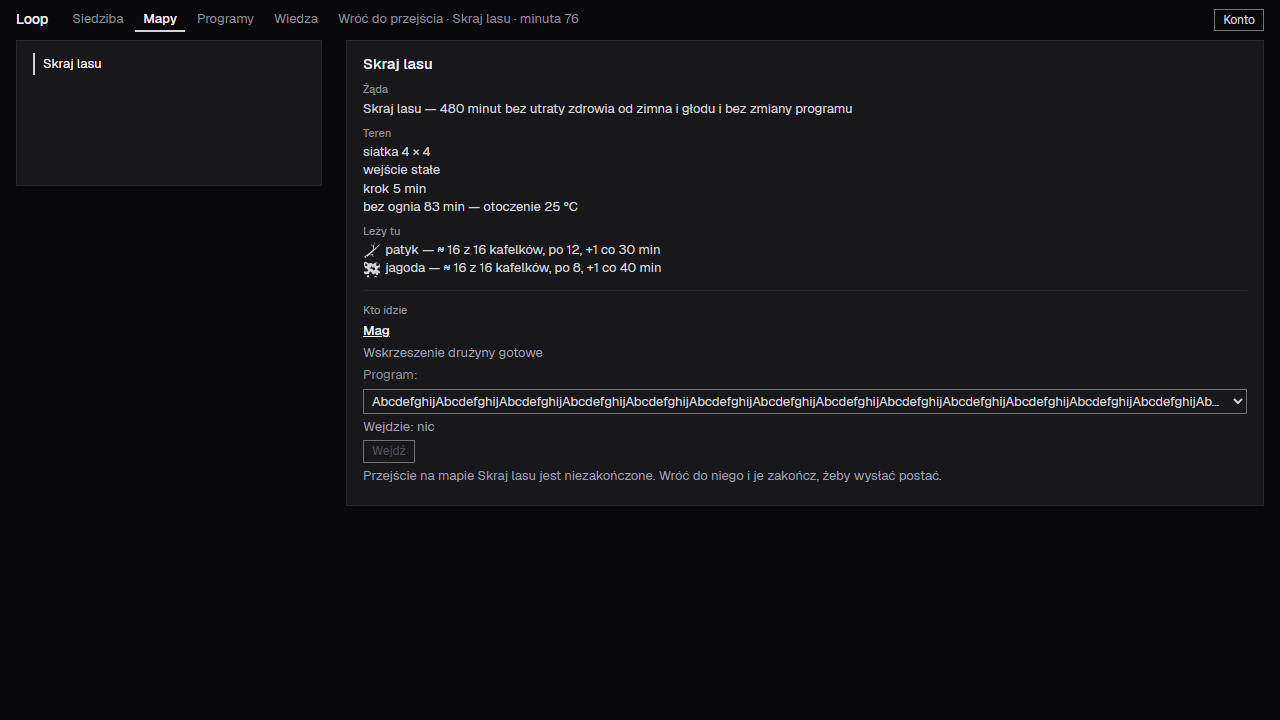 Loop Siedziba Mapy Programy Wiedza Wróć do przejścia · Skraj lasu · minuta 76 Konto
Skraj lasu
Skraj lasu
Żąda
Skraj lasu — 480 minut bez utraty zdrowia od zimna i głodu i bez zmiany programu
Teren
siatka 4 × 4
wejście stałe
krok 5 min
bez ognia 83 min — otoczenie 25 °C
Leży tu
patyk — ≈ 16 z 16 kafelków, po 12, +1 co 30 min
jagoda — ≈ 16 z 16 kafelków, po 8, +1 co 40 min
Kto idzie
Mag
Wskrzeszenie drużyny gotowe
Program:
AbcdefghijAbcdefghijAbcdefghijAbcdefghijAbcdefghijAbcdefghijAbcdefghijAbcdefghijAbcdefghijAbcdefghijAbcdefghijAbcdefghijAbcdefghijAb…
Wejdzie: nic
Wejdź
Przejście na mapie Skraj lasu jest niezakończone. Wróć do niego i je zakończ, żeby wysłać postać.